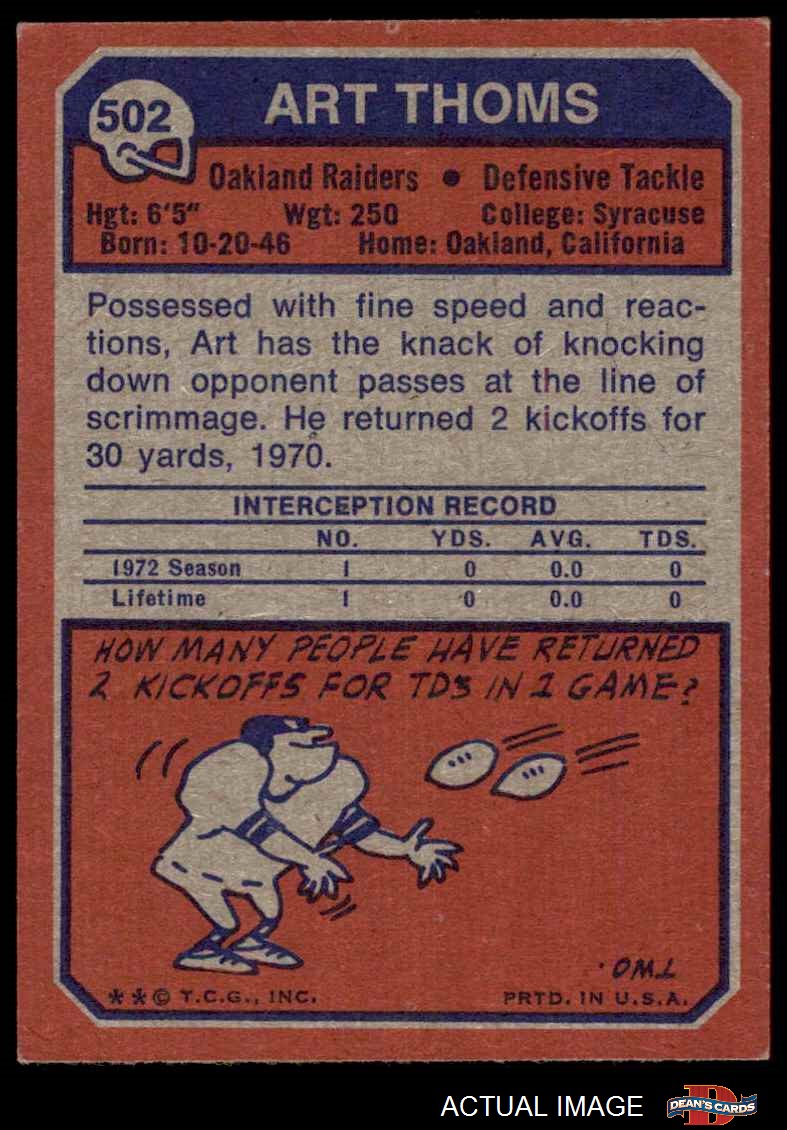 502
ART THOMS
Oakland Raiders • Defensive Tackle
Hgt: 6'5" Wgt: 250 College: Syracuse
Born: 10-20-46 Home: Oakland, California
Possessed with fine speed and reac-
tions, Art has the knack of knocking
down opponent passes at the line of
scrimmage. He returned 2 kickoffs for
30 yards, 1970.
INTERCEPTION RECORD
NO. YDS. AVG. TDS.
1972 Season 1 0 0.0 0
Lifetime 1 0 0.0 0
HOW MANY PEOPLE HAVE RETURNED
2 KICKOFFS FOR TDS IN 1 GAME?
TWO.
** © T.C.G., INC. PRTD. IN U.S.A.
ACTUAL IMAGE
D
DEAN'S CARDS